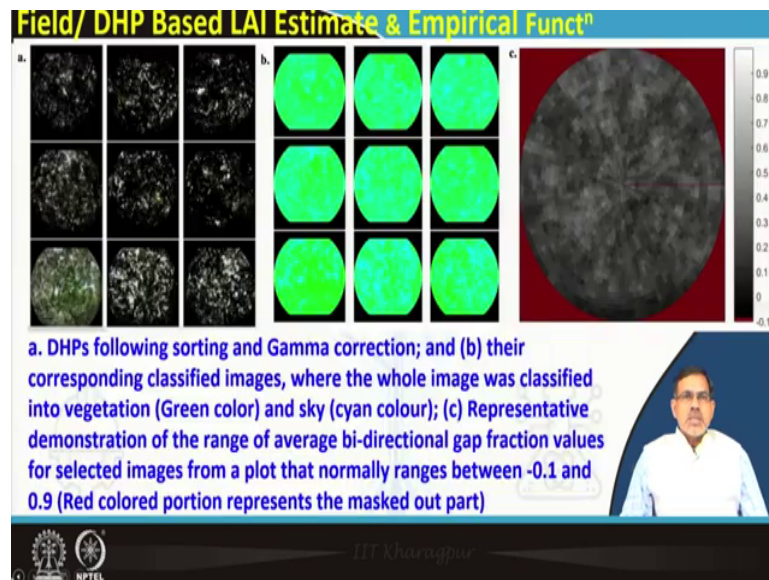 Field/ DHP Based LAI Estimate & Empirical Functⁿ
a.
b.
c.
0.9
0.8
0.7
0.6
0.5
0.4
0.3
0.2
0.1
0
-0.1
a. DHPs following sorting and Gamma correction; and (b) their
corresponding classified images, where the whole image was classified
into vegetation (Green color) and sky (cyan colour); (c) Representative
demonstration of the range of average bi-directional gap fraction values
for selected images from a plot that normally ranges between -0.1 and
0.9 (Red colored portion represents the masked out part)
IIT Kharagpur
NPTEL